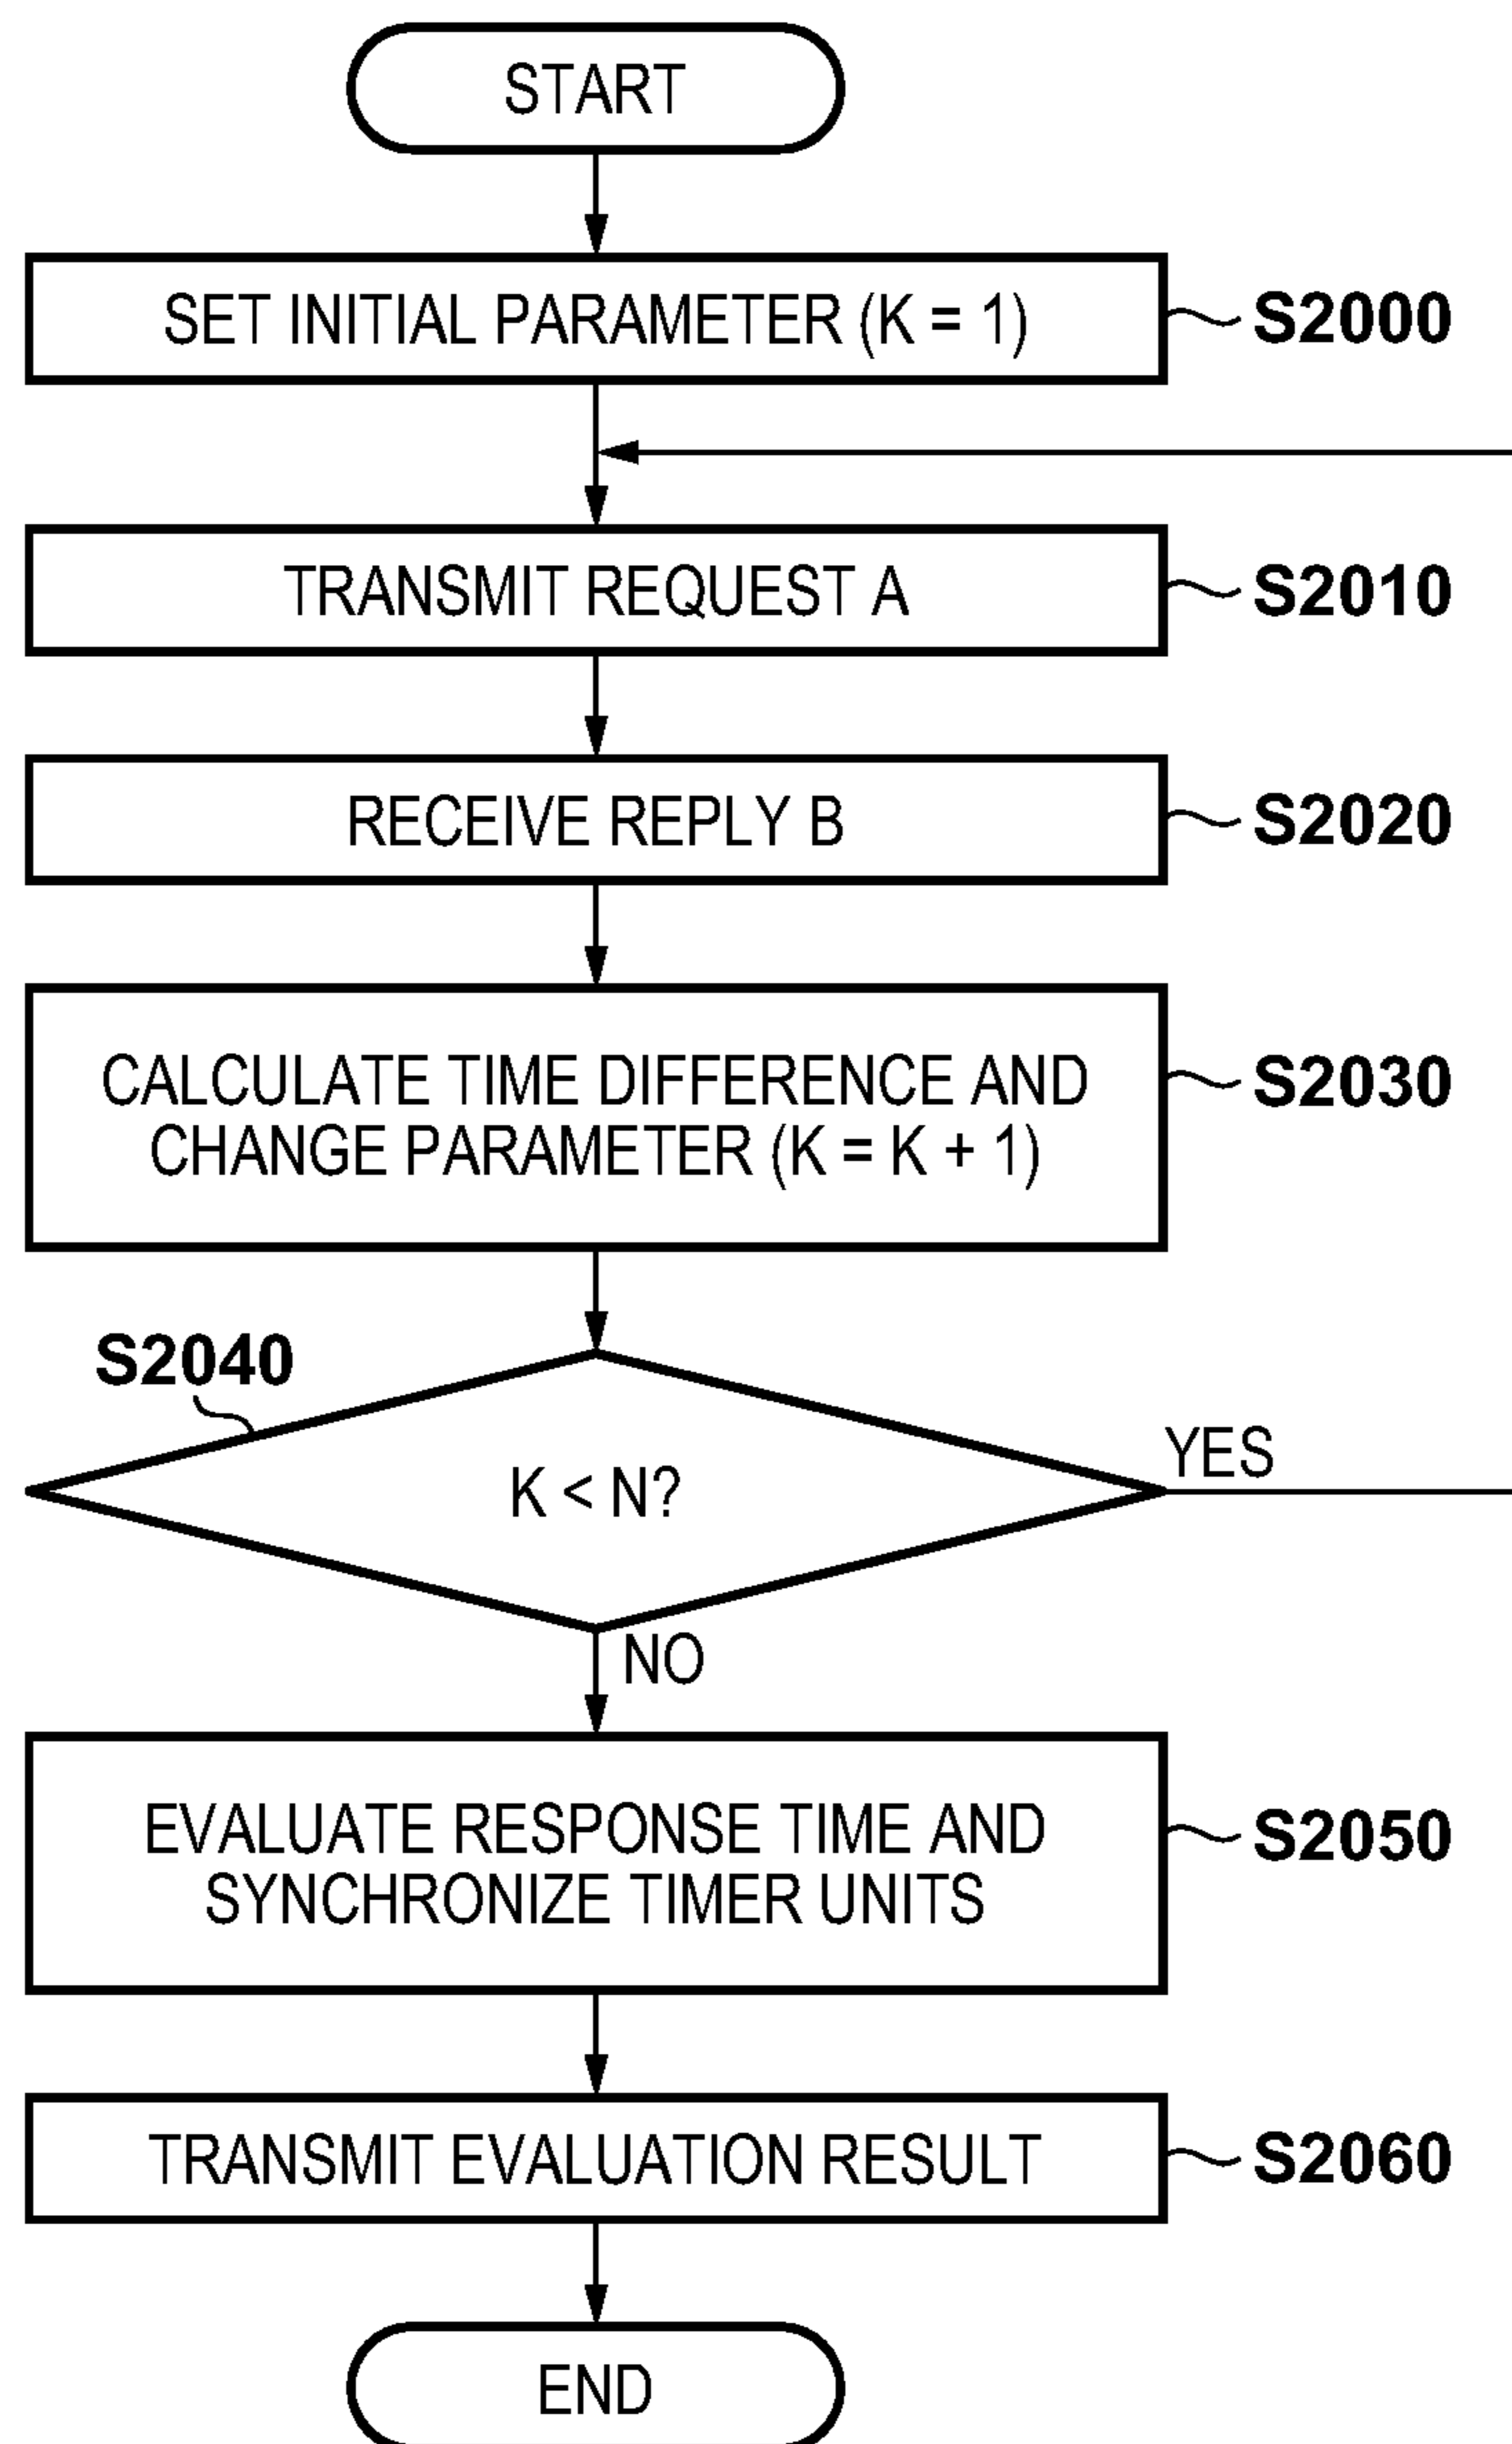 START
SET INITIAL PARAMETER (K = 1)
S2000
TRANSMIT REQUEST A
S2010
RECEIVE REPLY B
S2020
CALCULATE TIME DIFFERENCE AND
CHANGE PARAMETER (K = K + 1)
S2030
S2040
K < N?
YES
NO
EVALUATE RESPONSE TIME AND
SYNCHRONIZE TIMER UNITS
S2050
TRANSMIT EVALUATION RESULT
S2060
END